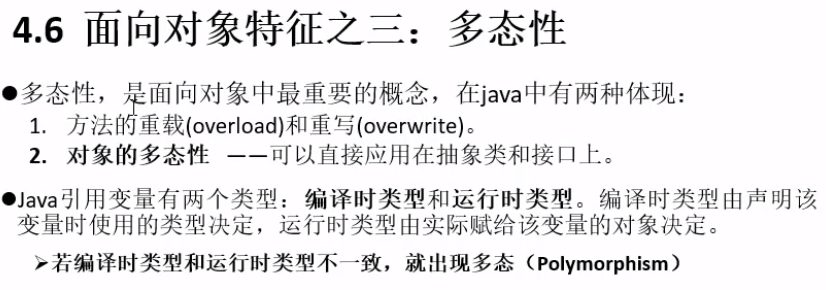 4.6 面向对象特征之三：多态性
●多态性，是面向对象中最重要的概念，在java中有两种体现：
1. 方法的重载(overload)和重写(overwrite)。
2. 对象的多态性 ——可以直接应用在抽象类和接口上。
●Java引用变量有两个类型：编译时类型和运行时类型。编译时类型由声明该
变量时使用的类型决定，运行时类型由实际赋给该变量的对象决定。
➢若编译时类型和运行时类型不一致，就出现多态（Polymorphism）